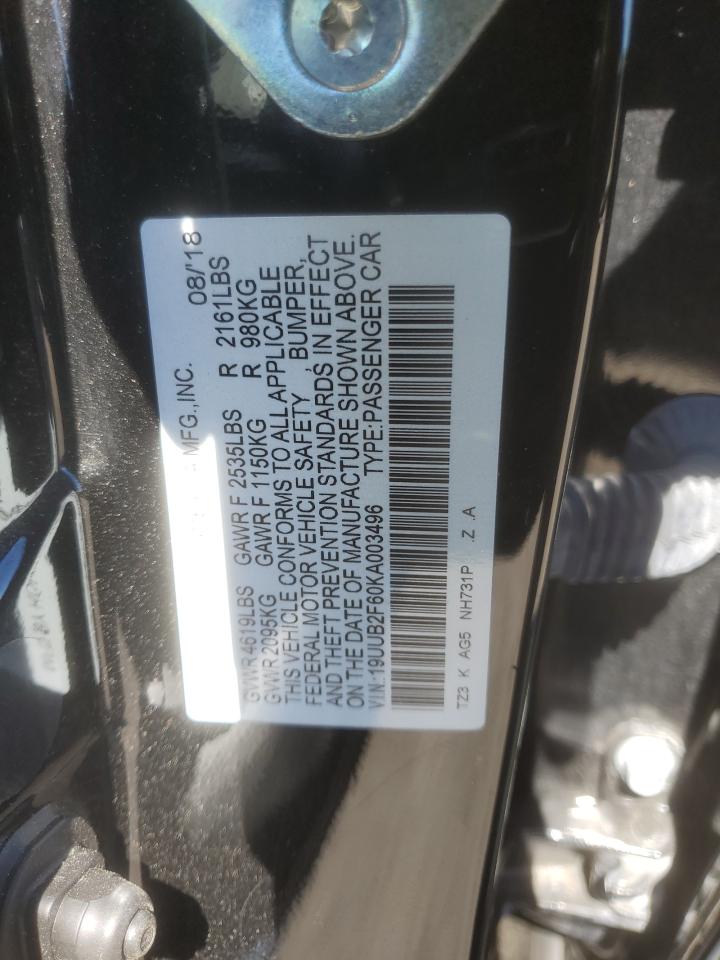 MFG.,INC. 08/'18
GVWR 4619LBS GAWR F 2535LBS R 2161LBS
GVWR 2095KG GAWR F 1150KG R 980KG
THIS VEHICLE CONFORMS TO ALL APPLICABLE
FEDERAL MOTOR VEHICLE SAFETY , BUMPER,
AND THEFT PREVENTION STANDARDS IN EFFECT
ON THE DATE OF MANUFACTURE SHOWN ABOVE.
V.I.N.:19UUB2F60KA003496 TYPE:PASSENGER CAR
TZ3 K AG5 NH731P .Z .A